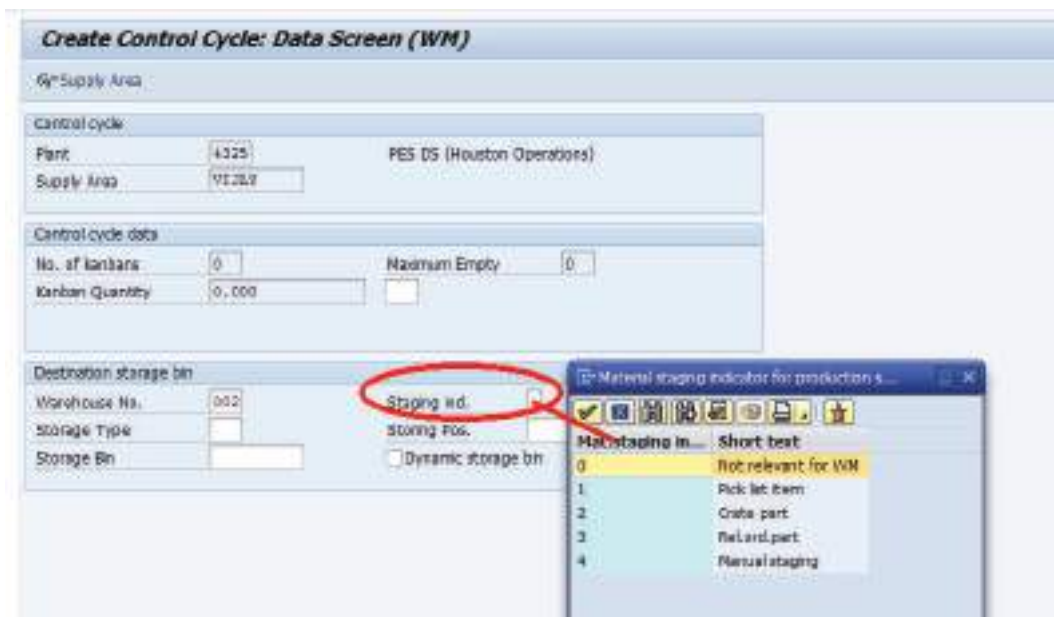 Create Control Cycle: Data Screen (WM)
Supply Area
Control cycle
Plant 4325 PES DS (Houston Operations)
Supply Area
Control cycle data
No. of kanbans 0 Maximum Empty 0
Kanban Quantity 0.000
Destination storage bin
Warehouse No. 002 Staging ind.
Storage Type Storing Pos.
Storage Bin Dynamic storage bin
Material staging indicator for production s...
Mat.staging in... Short text
0 Not relevant for WM
1 Pick list item
2 Crate part
3 Rel.ord.part
4 Manual staging